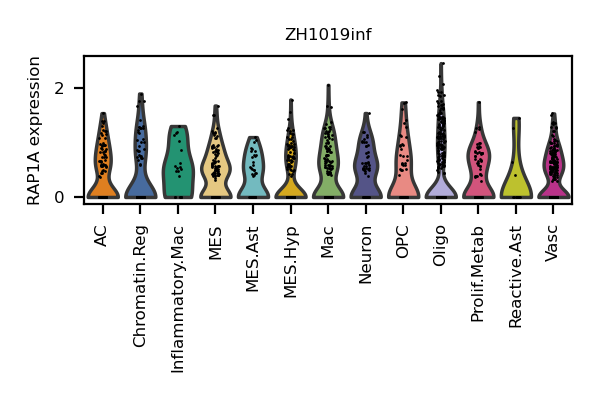 ZH1019inf
RAP1A expression
2
0
AC
Chromatin.Reg
Inflammatory.Mac
MES
MES.Ast
MES.Hyp
Mac
Neuron
OPC
Oligo
Prolif.Metab
Reactive.Ast
Vasc